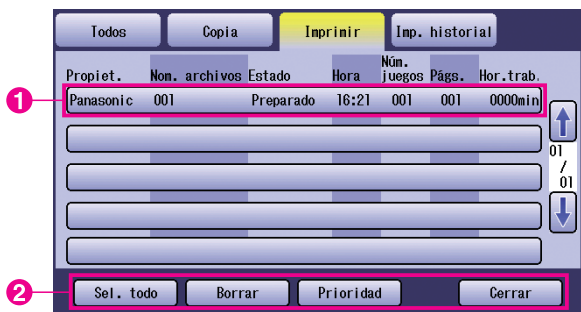 Todos Copia Imprimir Imp. historial
Núm.
Propiet. Nom. archivos Estado Hora juegos Págs. Hor.trab.
1 Panasonic 001 Preparado 16:21 001 001 0000min
01
/
01
2 Sel. todo Borrar Prioridad Cerrar